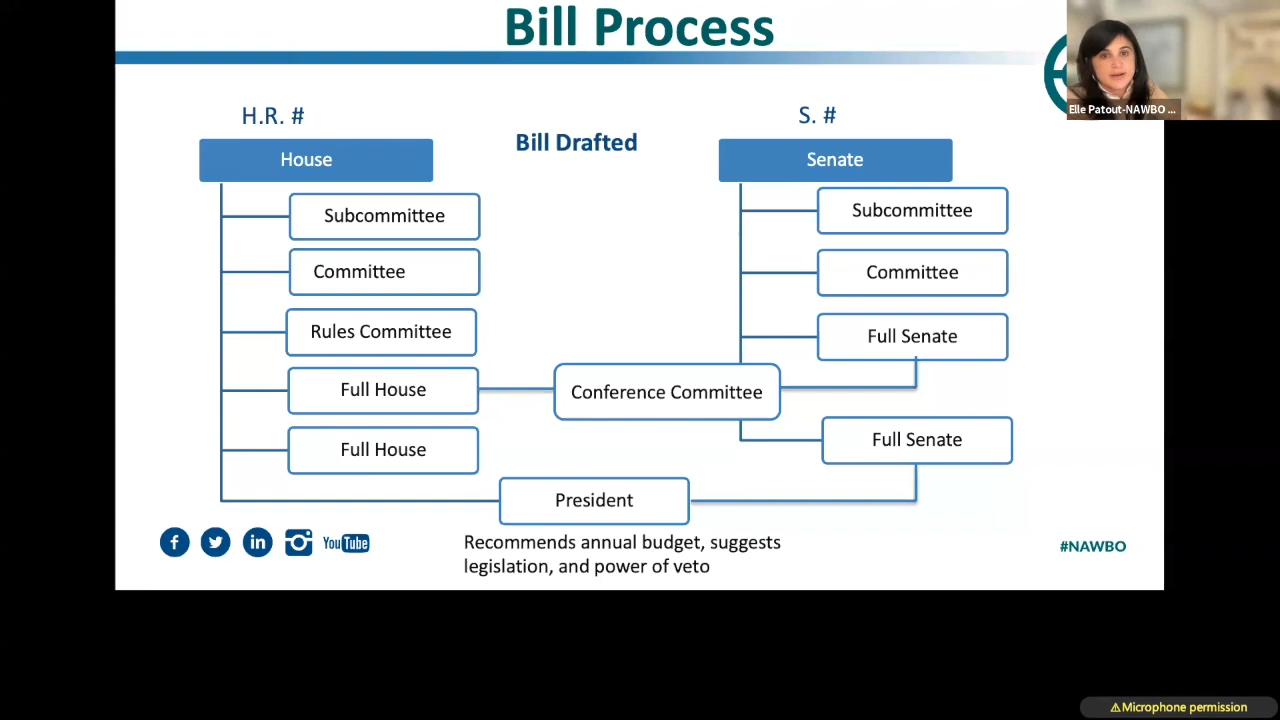 Bill Process
Elle Patout-NAWBO ...
H.R. #
S. #
Bill Drafted
House
Senate
Subcommittee
Subcommittee
Committee
Committee
Rules Committee
Full Senate
Full House
Conference Committee
Full House
Full Senate
President
Recommends annual budget, suggests
legislation, and power of veto
f
in
YouTube
#NAWBO
⚠Microphone permission